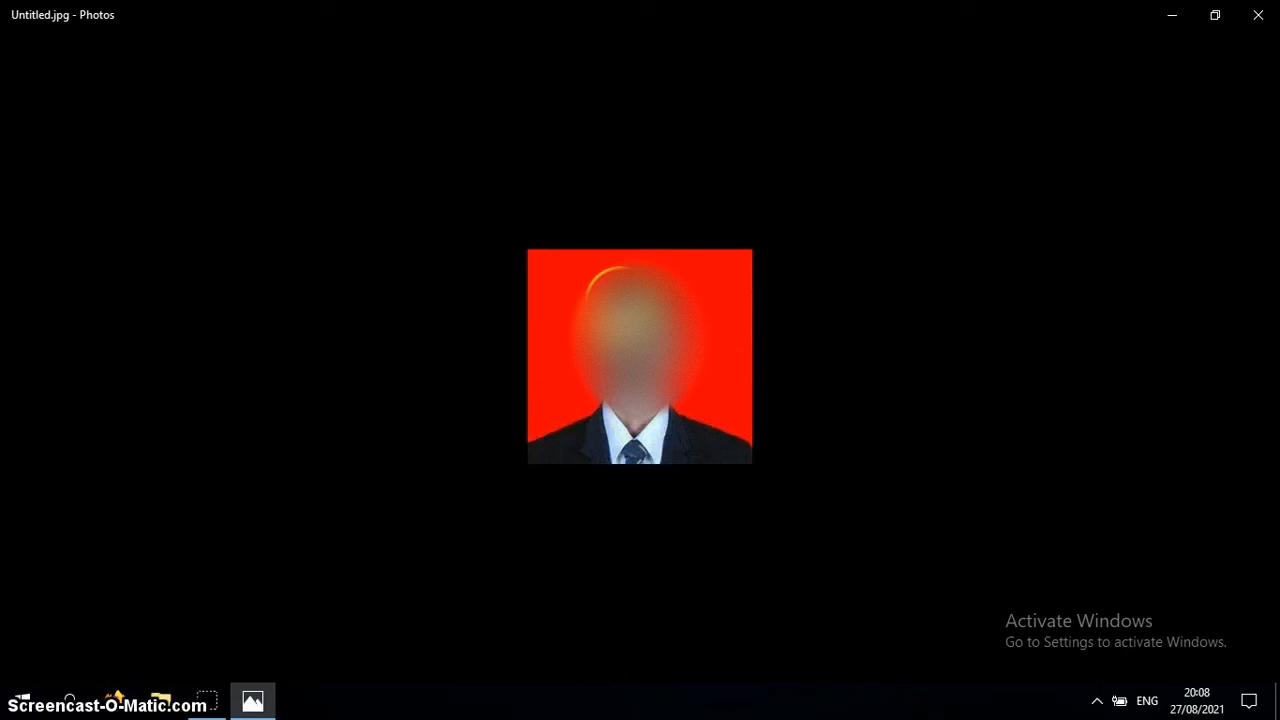 Untitled.jpg - Photos
Activate Windows
Go to Settings to activate Windows.
ENG
20:08
27/08/2021
Screencast-O-Matic.com